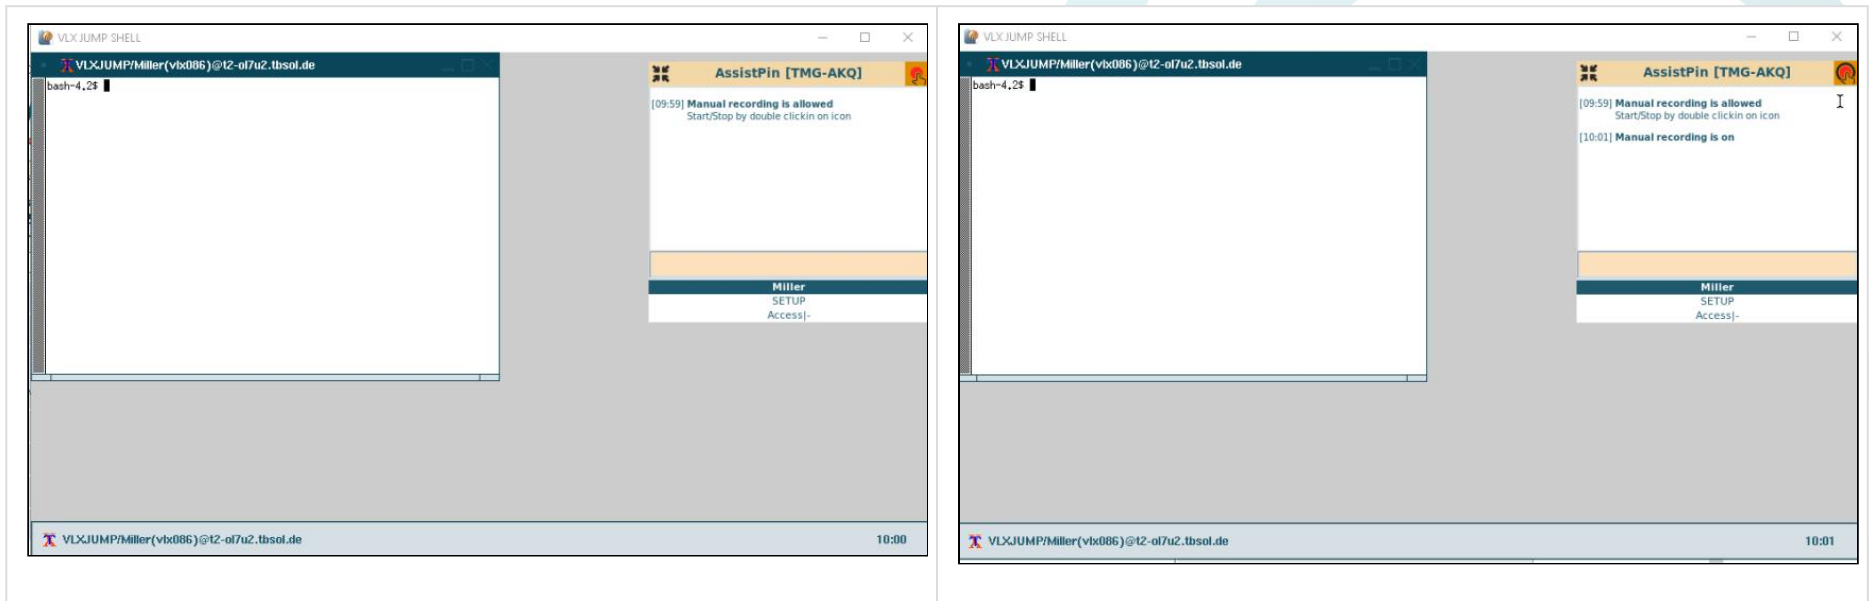 VLX JUMP SHELL
VLXJUMP/Miller(vlx086)@t2-ol7u2.tbsol.de
bash-4.2$
AssistPin [TMG-AKQ]
[09:59] Manual recording is allowed
Start/Stop by double clickin on icon
Miller
SETUP
Access|-
VLXJUMP/Miller(vlx086)@t2-ol7u2.tbsol.de
10:00
VLX JUMP SHELL
VLXJUMP/Miller(vlx086)@t2-ol7u2.tbsol.de
bash-4.2$
AssistPin [TMG-AKQ]
[09:59] Manual recording is allowed
Start/Stop by double clickin on icon
[10:01] Manual recording is on
Miller
SETUP
Access|-
VLXJUMP/Miller(vlx086)@t2-ol7u2.tbsol.de
10:01